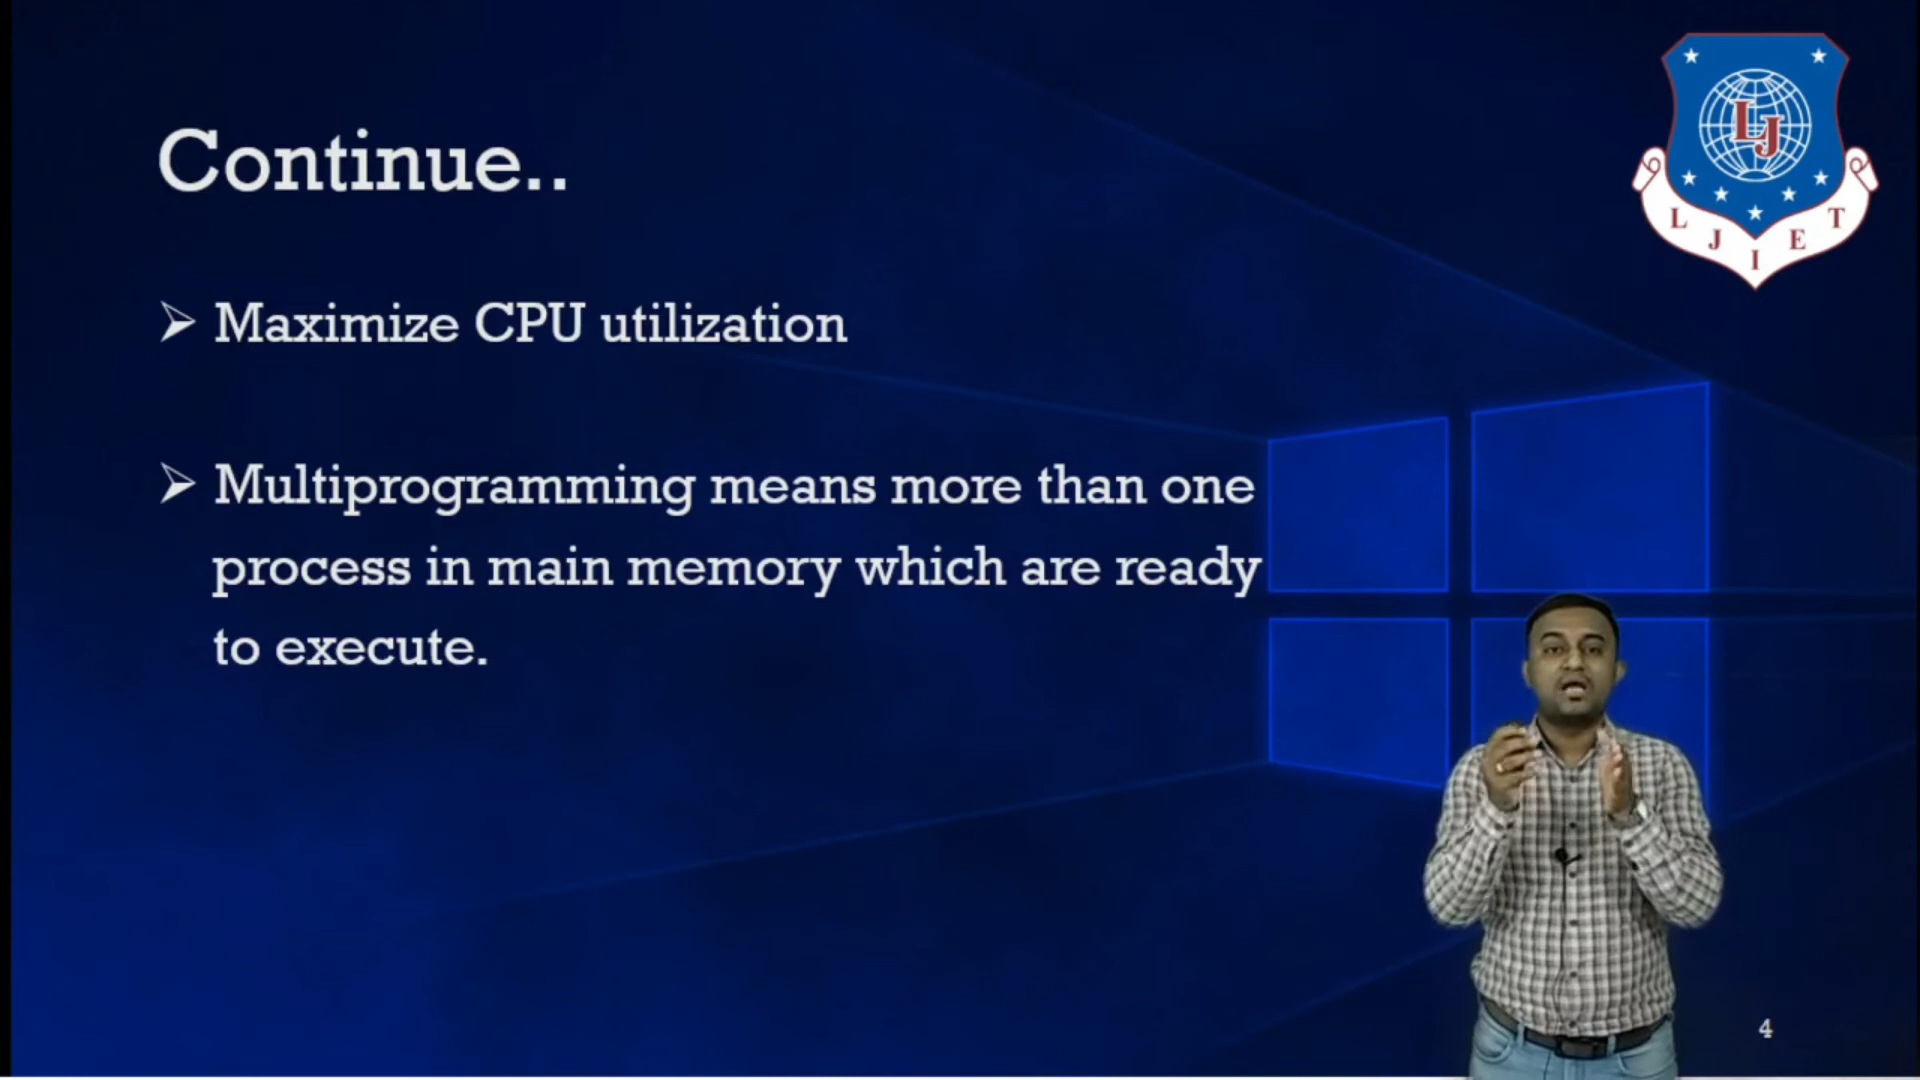 Continue..
LJ
L J I E T
➢ Maximize CPU utilization
➢ Multiprogramming means more than one
process in main memory which are ready
to execute.
4